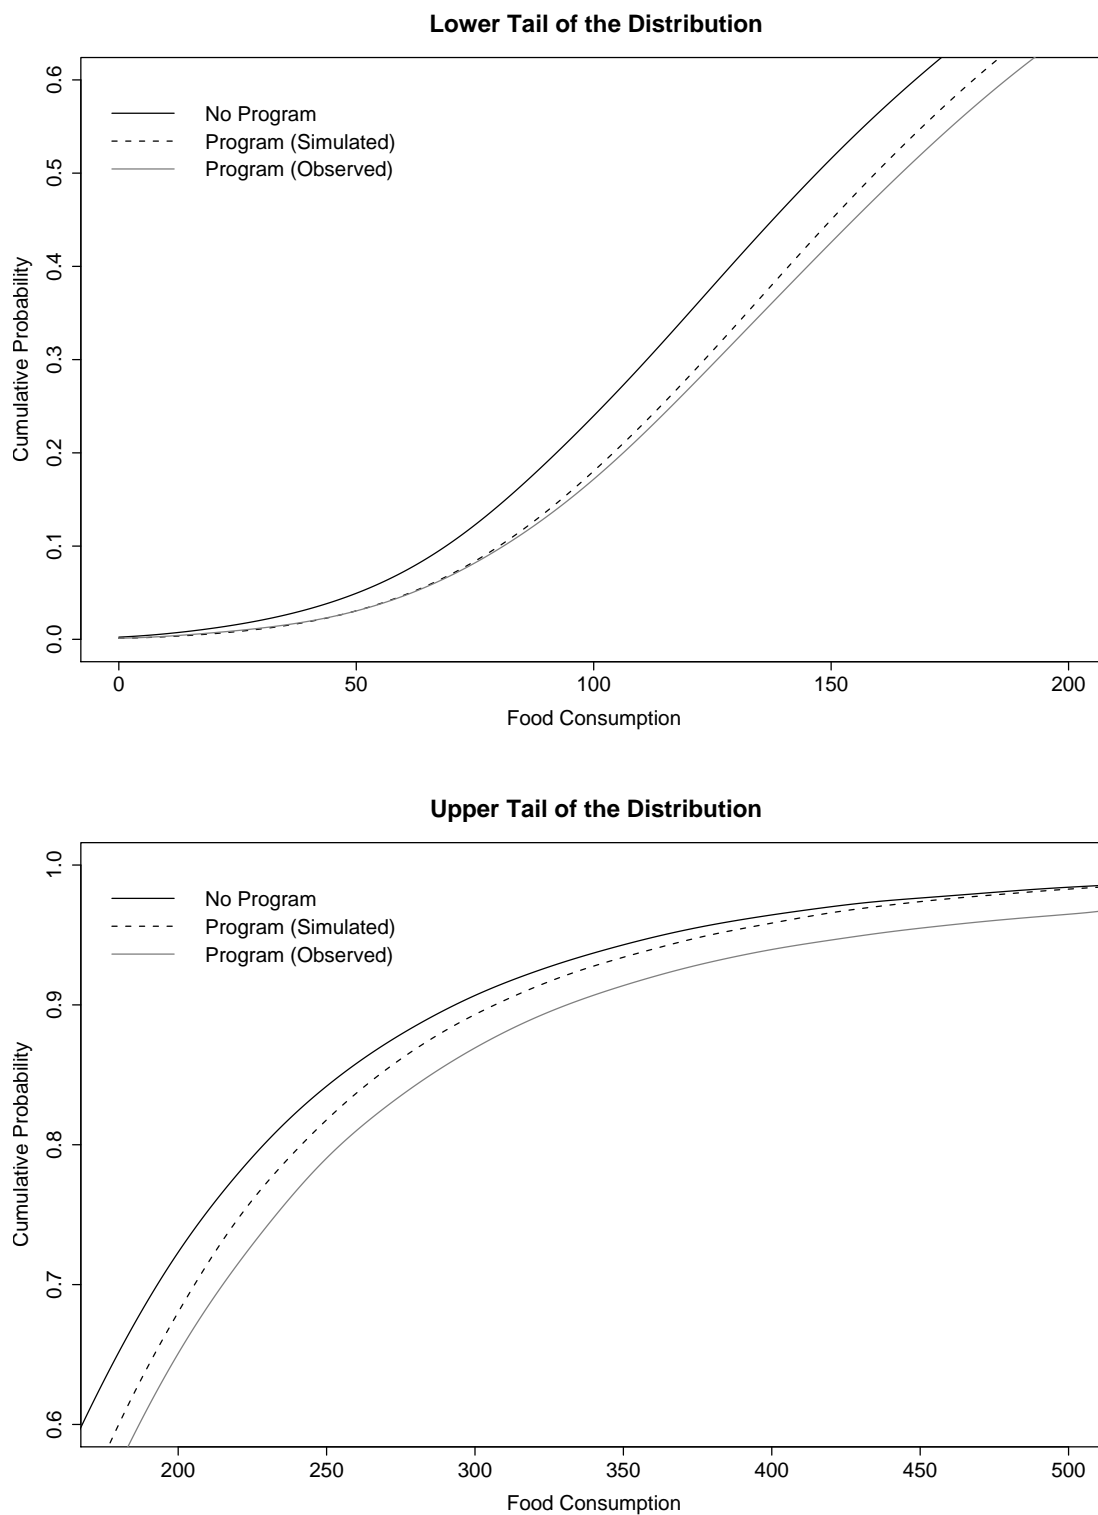 Lower Tail of the Distribution
No Program
Program (Simulated)
Program (Observed)
Cumulative Probability
0.6
0.5
0.4
0.3
0.2
0.1
0.0
0 50 100 150 200
Food Consumption
Upper Tail of the Distribution
No Program
Program (Simulated)
Program (Observed)
Cumulative Probability
1.0
0.9
0.8
0.7
0.6
200 250 300 350 400 450 500
Food Consumption